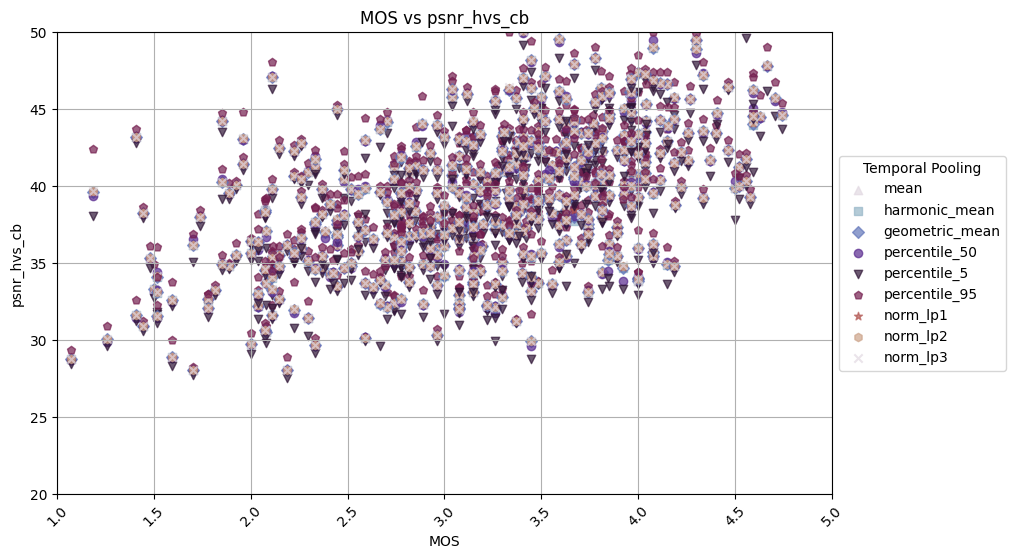 MOS vs psnr_hvs_cb
psnr_hvs_cb
50
45
40
35
30
25
20
1.0
1.5
2.0
2.5
3.0
3.5
4.0
4.5
5.0
MOS
Temporal Pooling
mean
harmonic_mean
geometric_mean
percentile_50
percentile_5
percentile_95
norm_lp1
norm_lp2
norm_lp3